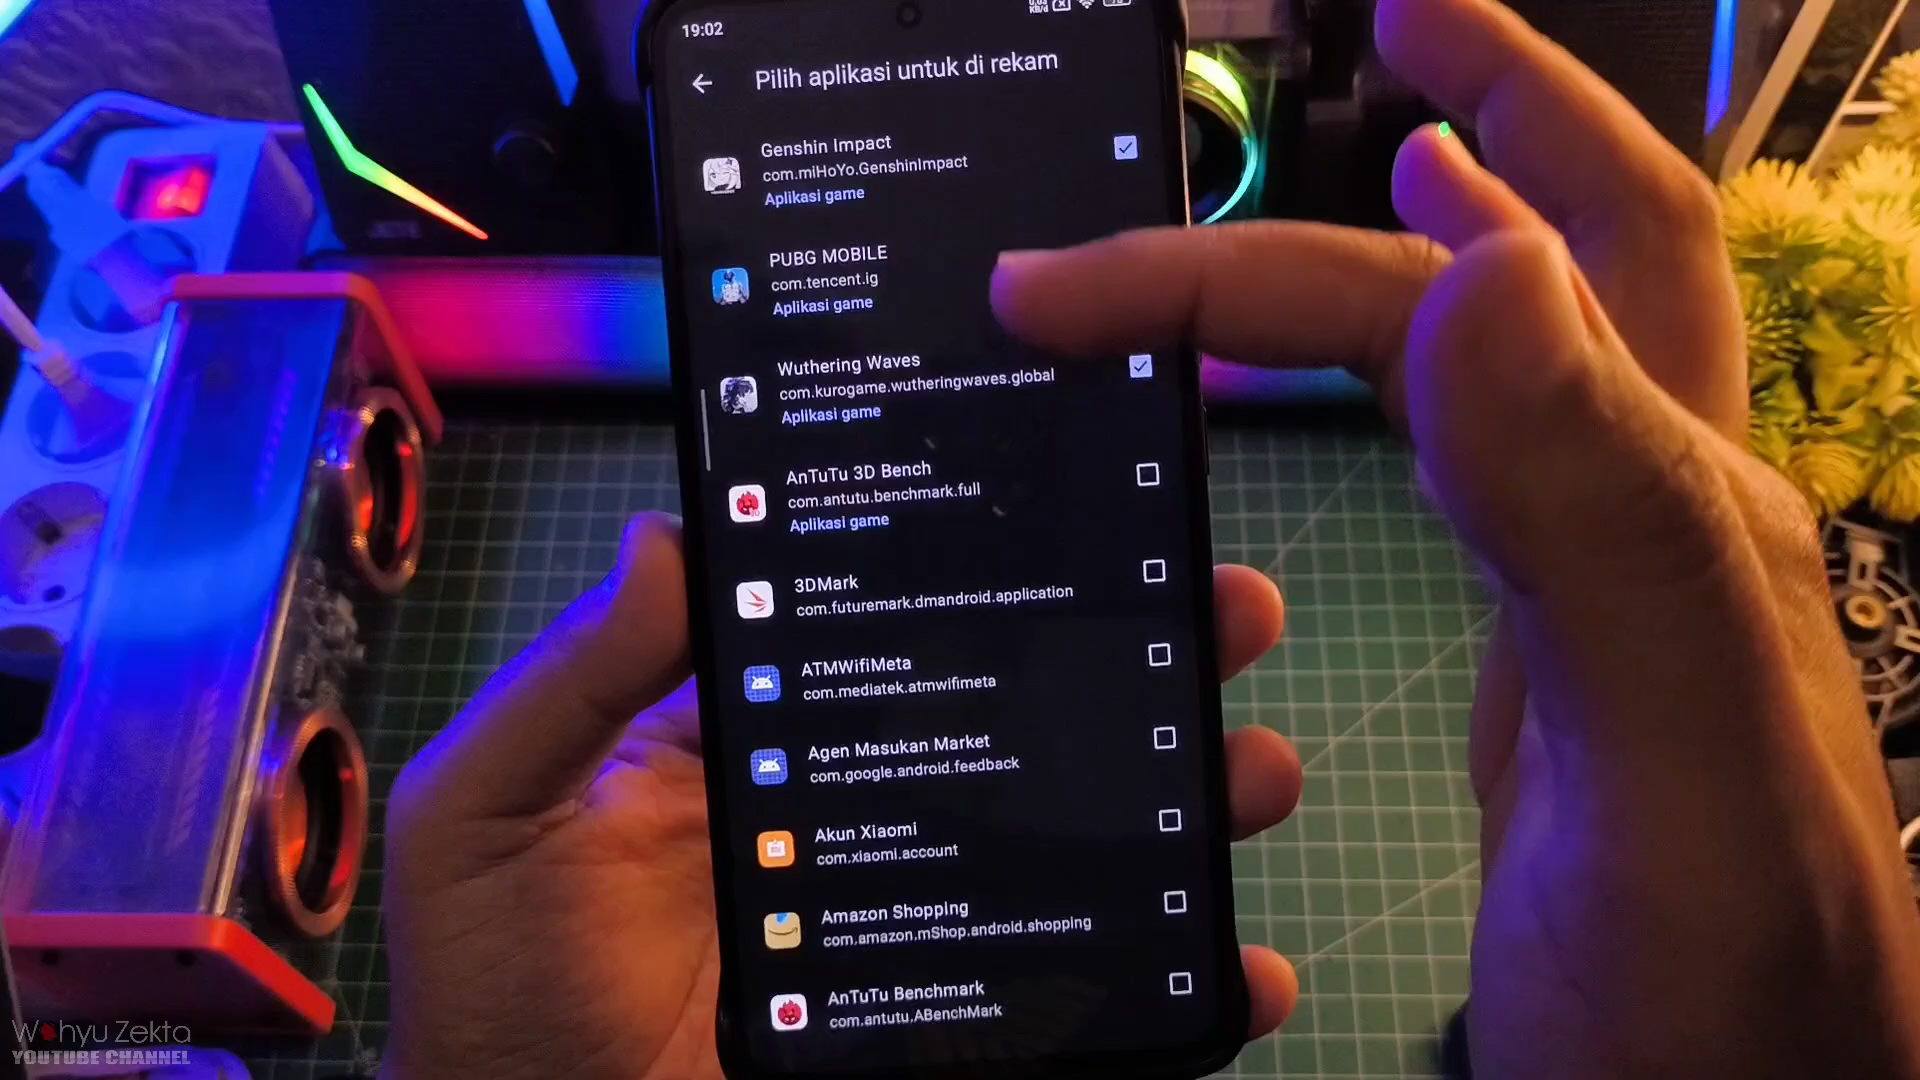 19:02
Pilih aplikasi untuk di rekam
Genshin Impact
com.miHoYo.GenshinImpact
Aplikasi game
PUBG MOBILE
com.tencent.ig
Aplikasi game
Wuthering Waves
com.kurogame.wutheringwaves.global
Aplikasi game
AnTuTu 3D Bench
com.antutu.benchmark.full
Aplikasi game
3DMark
com.futuremark.dmandroid.application
ATMWifiMeta
com.mediatek.atmwifimeta
Agen Masukan Market
com.google.android.feedback
Akun Xiaomi
com.xiaomi.account
Amazon Shopping
com.amazon.mShop.android.shopping
AnTuTu Benchmark
com.antutu.ABenchMark
Wahyu Zekta
YOUTUBE CHANNEL